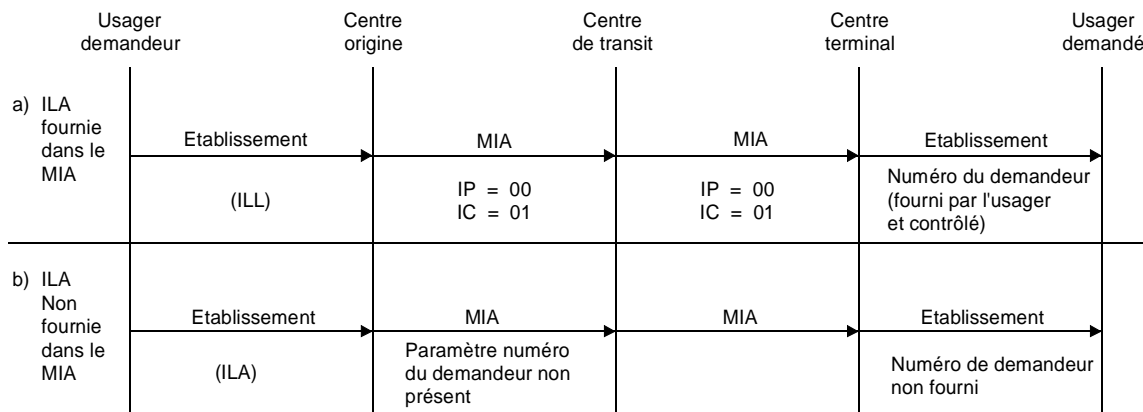 Usager
demandeur
Centre
origine
Centre
de transit
Centre
terminal
Usager
demandé
a) ILA
fournie
dans le
MIA
Etablissement
MIA
MIA
Etablissement
(ILL)
IP = 00
IC = 01
IP = 00
IC = 01
Numéro du demandeur
(fourni par l'usager
et contrôlé)
b) ILA
Non
fournie
dans le
MIA
Etablissement
MIA
MIA
Etablissement
(ILA)
Paramètre numéro
du demandeur non
présent
Numéro de demandeur
non fourni